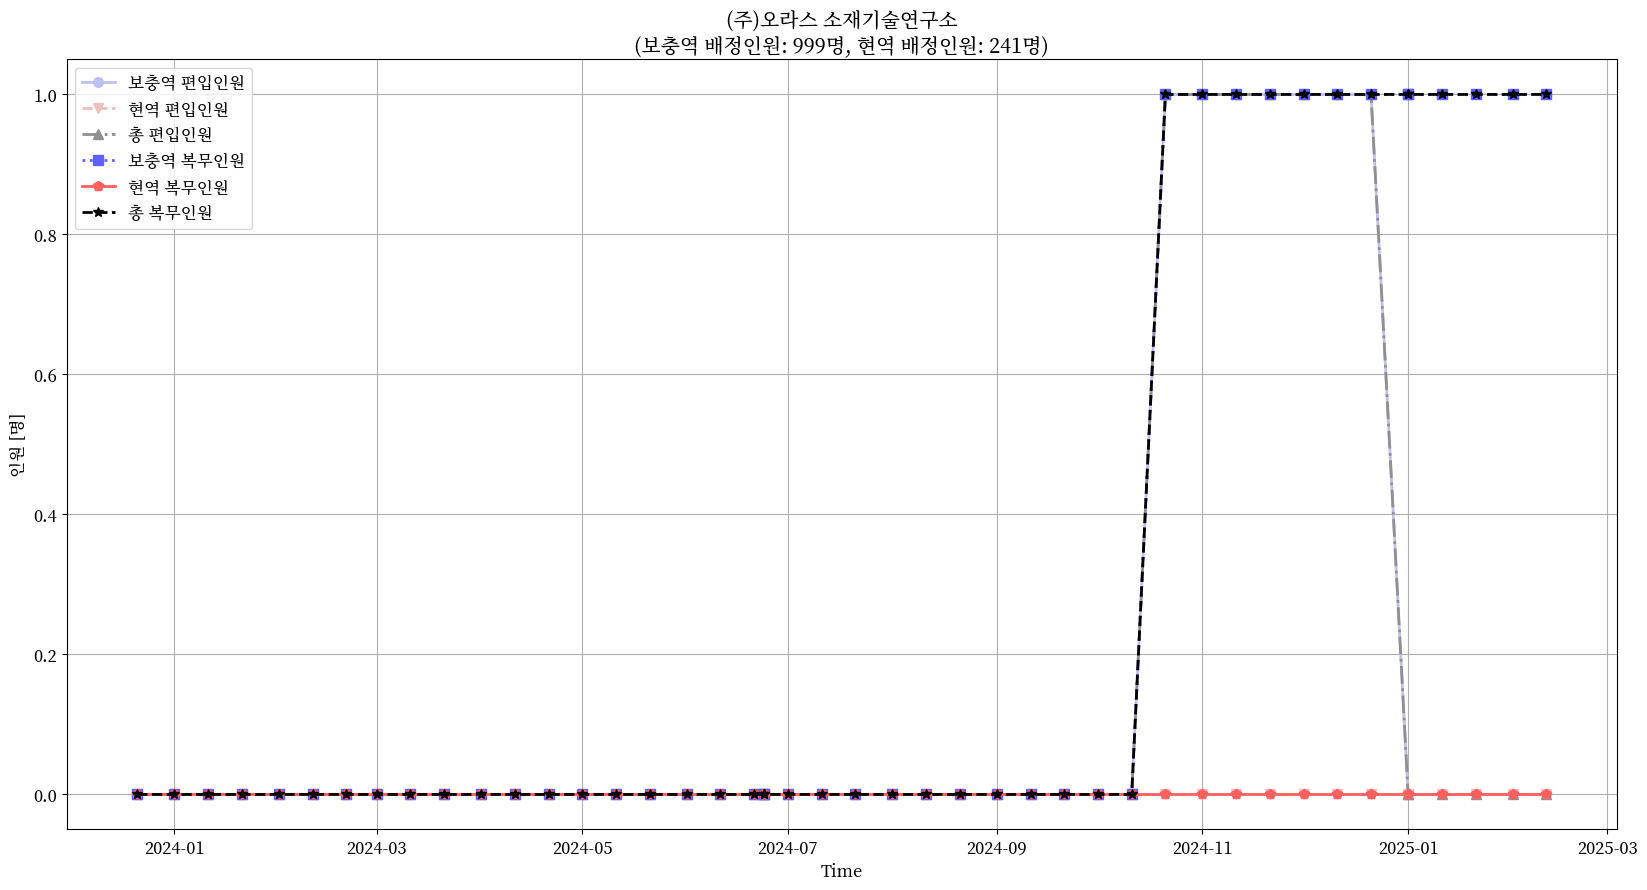 (주)오라스 소재기술연구소
(보충역 배정인원: 999명, 현역 배정인원: 241명)
보충역 편입인원
현역 편입인원
총 편입인원
보충역 복무인원
현역 복무인원
총 복무인원
인원 [명]
1.0
0.8
0.6
0.4
0.2
0.0
2024-01
2024-03
2024-05
2024-07
2024-09
2024-11
2025-01
2025-03
Time